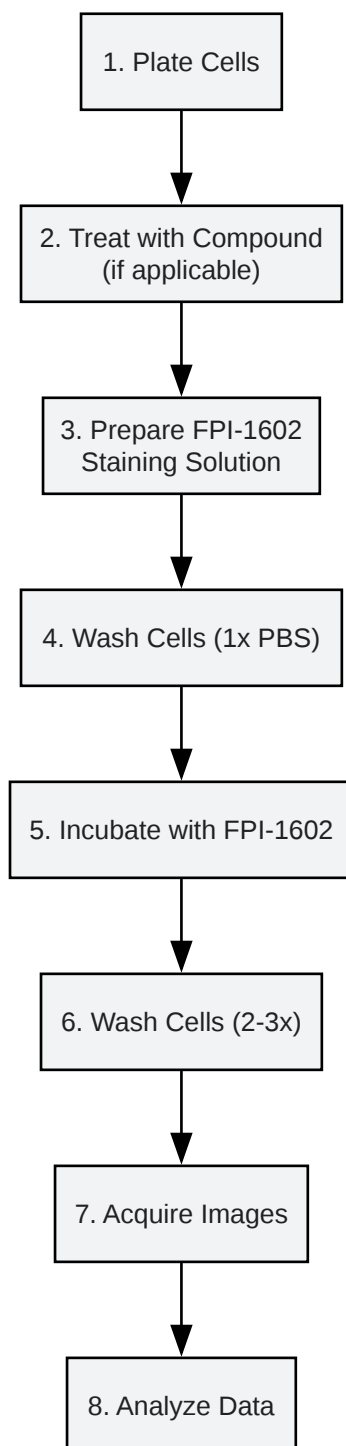 1. Plate Cells
2. Treat with Compound
(if applicable)
3. Prepare FPI-1602
Staining Solution
4. Wash Cells (1x PBS)
5. Incubate with FPI-1602
6. Wash Cells (2-3x)
7. Acquire Images
8. Analyze Data